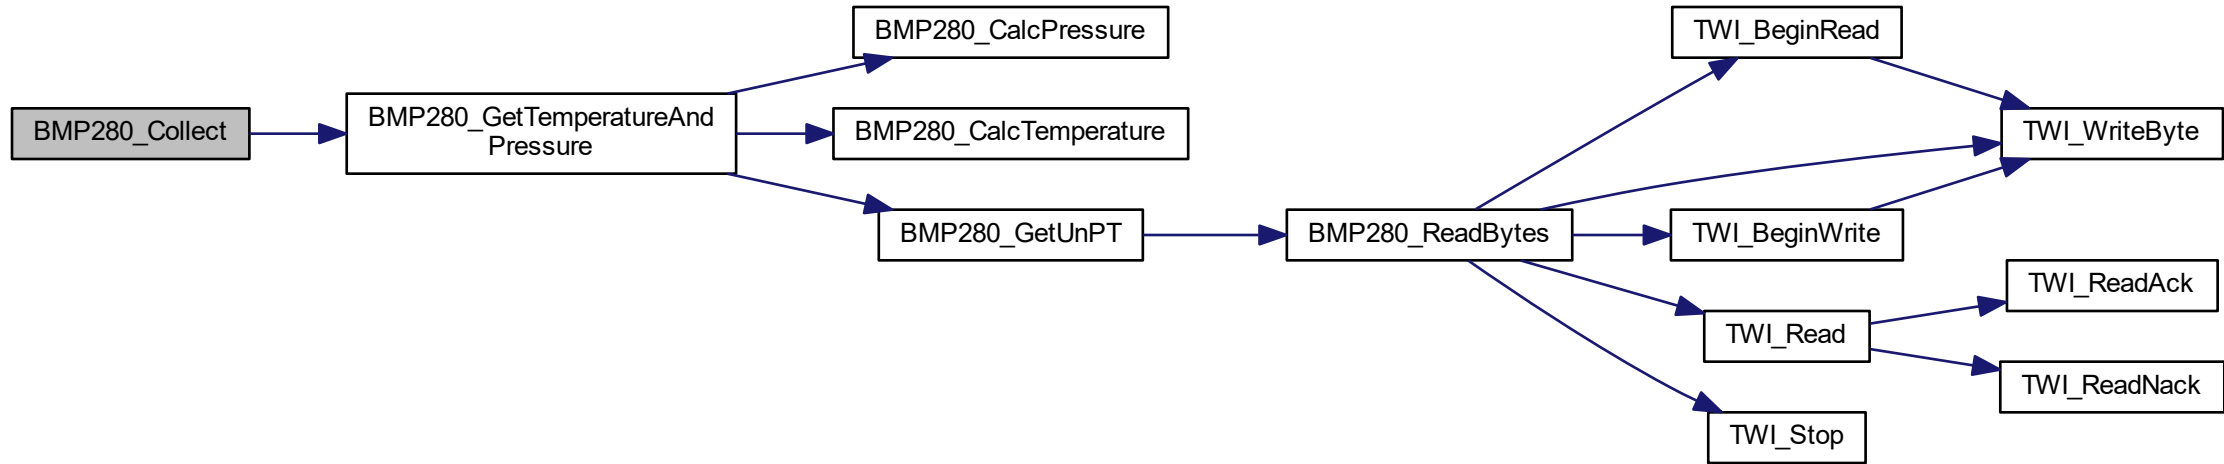 BMP280_Collect
BMP280_GetTemperatureAnd
Pressure
BMP280_CalcPressure
BMP280_CalcTemperature
BMP280_GetUnPT
BMP280_ReadBytes
TWI_BeginRead
TWI_WriteByte
TWI_BeginWrite
TWI_Read
TWI_ReadAck
TWI_ReadNack
TWI_Stop